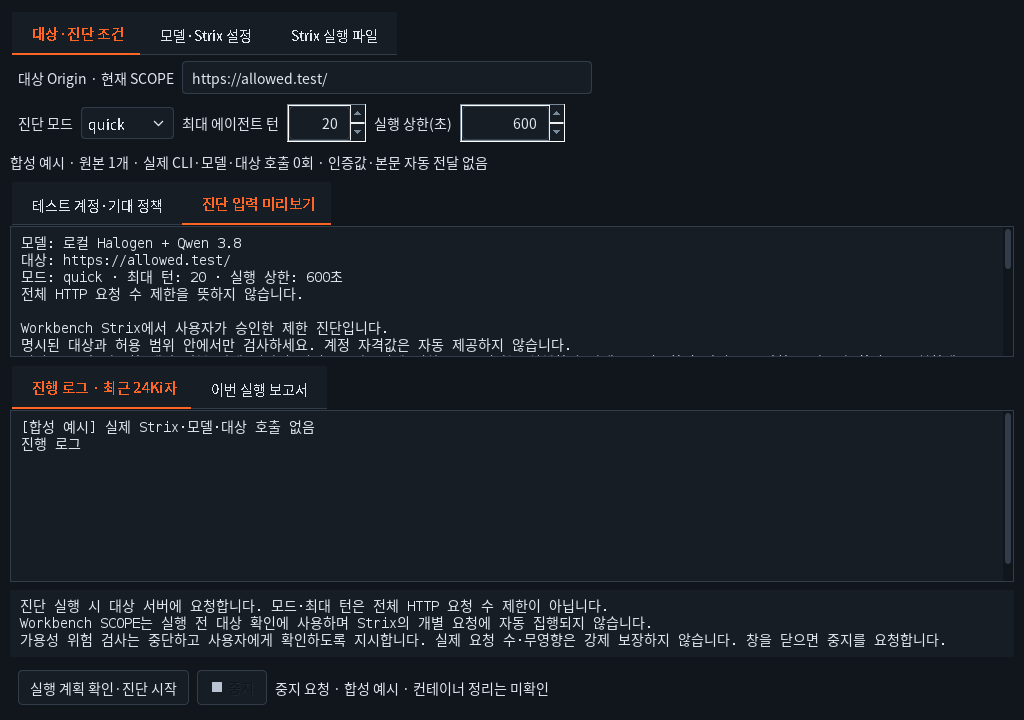 대상·진단 조건 모델·Strix 설정 Strix 실행 파일
대상 Origin · 현재 SCOPE https://allowed.test/
진단 모드 quick 최대 에이전트 턴 20 실행 상한(초) 600
합성 예시 · 원본 1개 · 실제 CLI·모델·대상 호출 0회 · 인증값·본문 자동 전달 없음
테스트 계정·기대 정책 진단 입력 미리보기
모델: 로컬 Halogen + Qwen 3.8
대상: https://allowed.test/
모드: quick · 최대 턴: 20 · 실행 상한: 600초
전체 HTTP 요청 수 제한을 뜻하지 않습니다.
Workbench Strix에서 사용자가 승인한 제한 진단입니다.
명시된 대상과 허용 범위 안에서만 검사하세요. 계정 자격값은 자동 제공하지 않습니다.
진행 로그 · 최근 24Ki자 이번 실행 보고서
[합성 예시] 실제 Strix·모델·대상 호출 없음
진행 로그
진단 실행 시 대상 서버에 요청합니다. 모드·최대 턴은 전체 HTTP 요청 수 제한이 아닙니다.
Workbench SCOPE는 실행 전 대상 확인에 사용하며 Strix의 개별 요청에 자동 집행되지 않습니다.
가용성 위험 검사는 중단하고 사용자에게 확인하도록 지시합니다. 실제 요청 수·무영향은 강제 보장하지 않습니다. 창을 닫으면 중지를 요청합니다.
실행 계획 확인·진단 시작 중지 요청 · 합성 예시 · 컨테이너 정리는 미확인